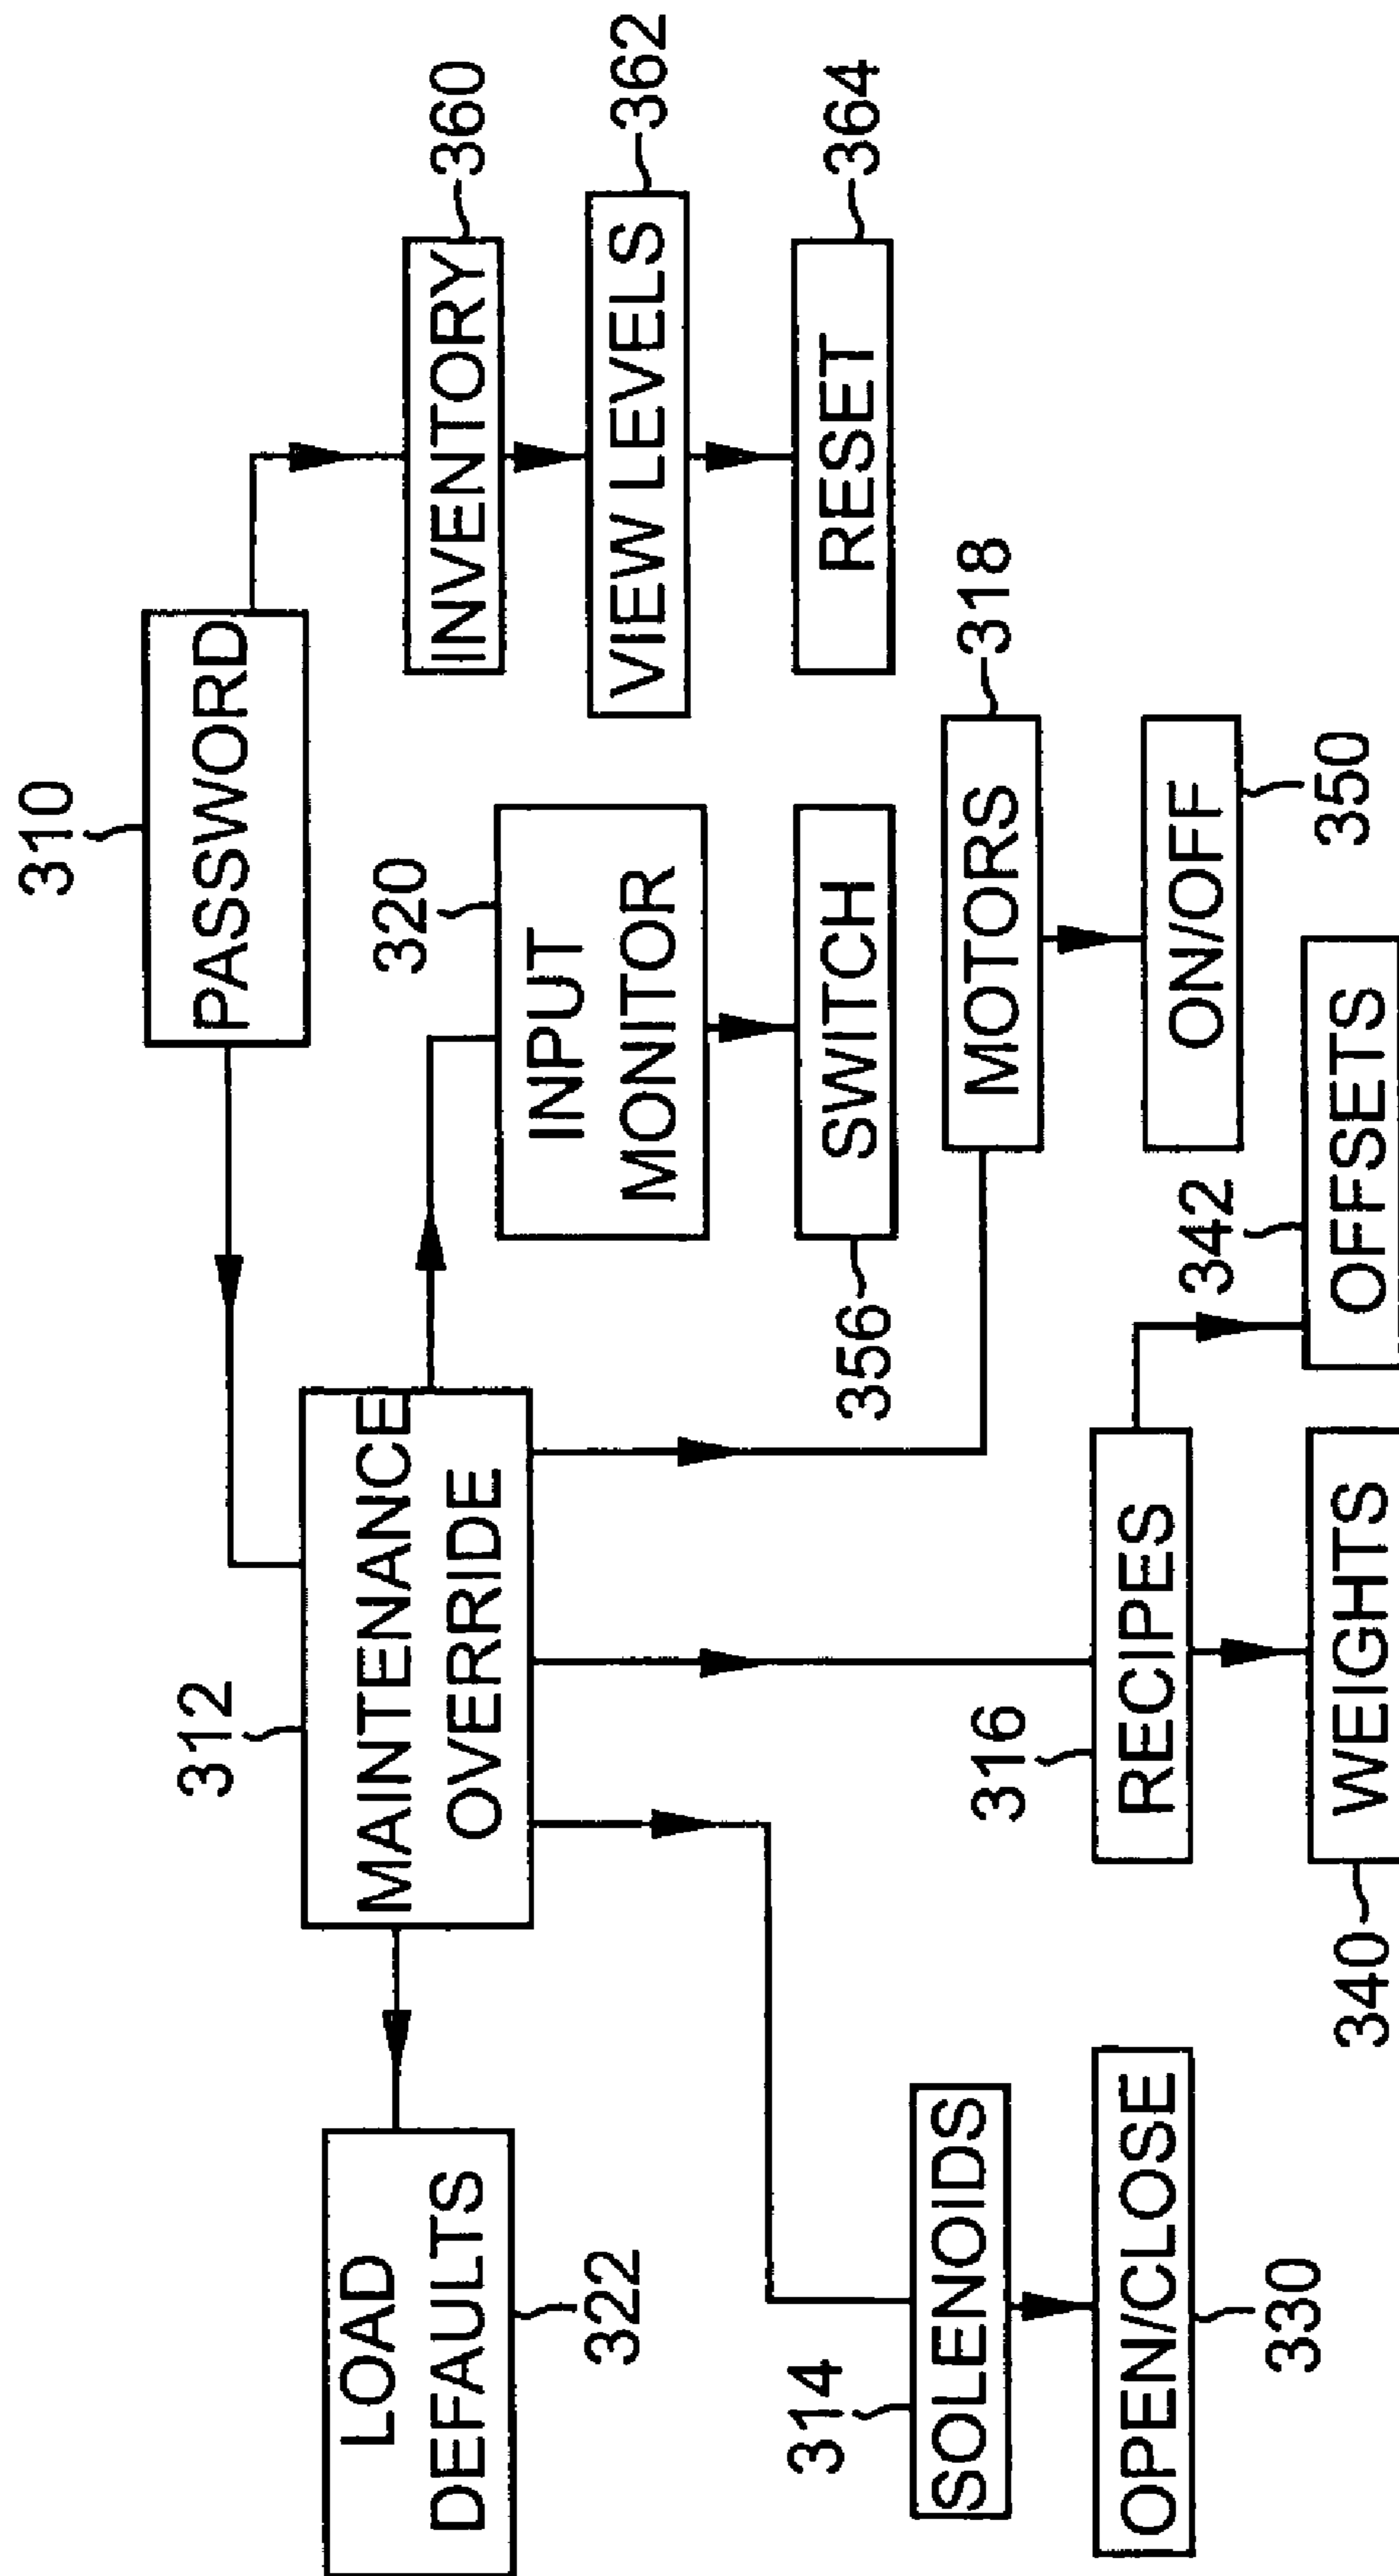 310
PASSWORD
312
MAINTENANCE
OVERRIDE
LOAD
DEFAULTS
322
320
INPUT
MONITOR
INVENTORY
360
VIEW LEVELS
362
RESET
364
SWITCH
356
314
SOLENOIDS
OPEN/CLOSE
330
MOTORS
318
ON/OFF
350
316
RECIPES
342
OFFSETS
340
WEIGHTS